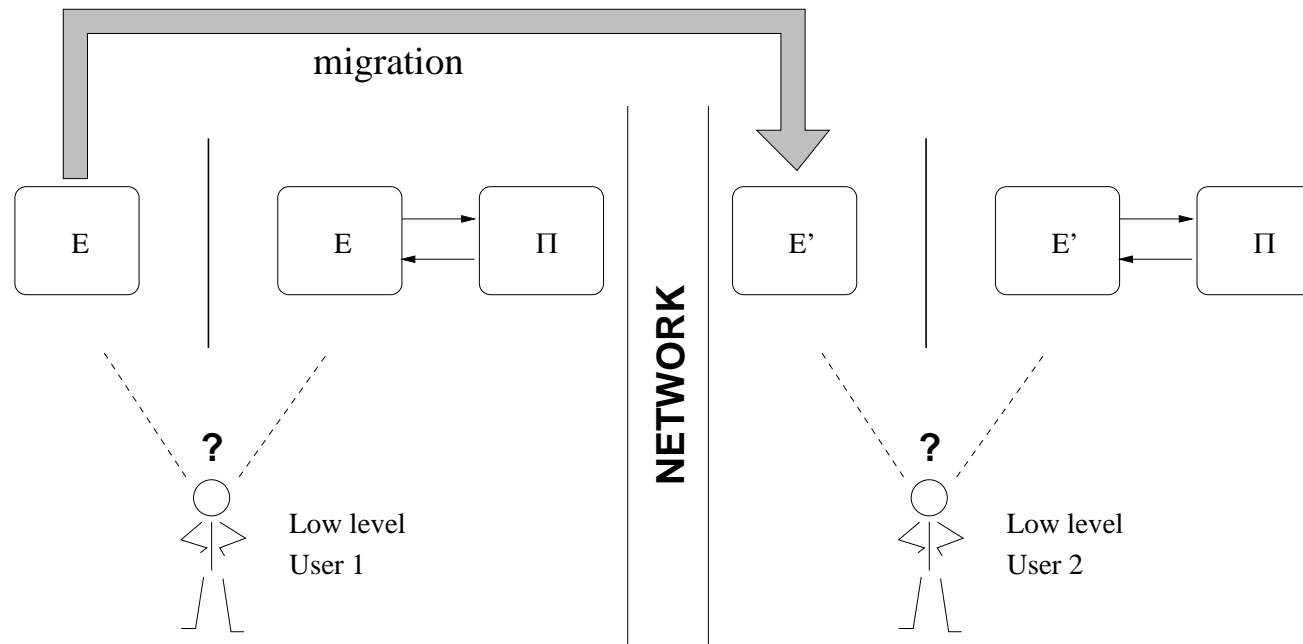 migration
E
E
Π
NETWORK
E’
E’
Π
?
Low level
User 1
?
Low level
User 2